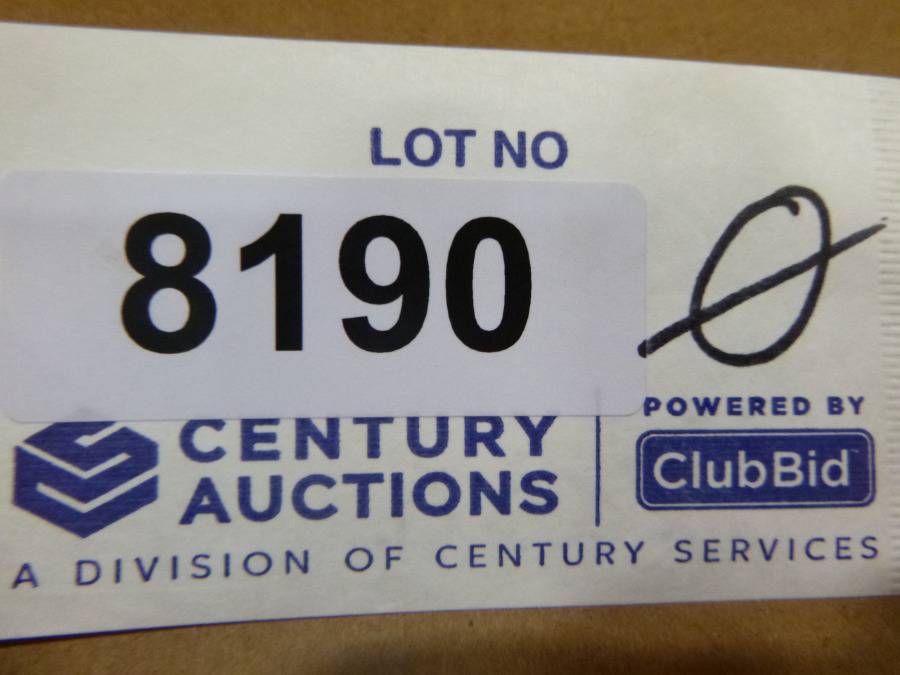 LOT NO
8190 Ø
CENTURY
AUCTIONS
POWERED BY
ClubBid
A DIVISION OF CENTURY SERVICES